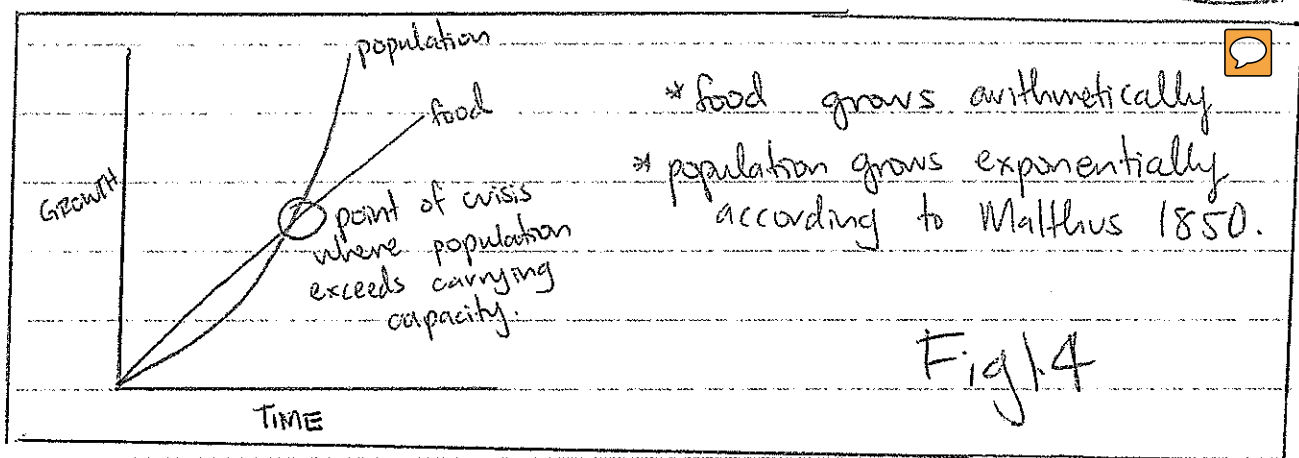 population
food
GROWTH
point of crisis
where population
exceeds carrying
capacity.
TIME
* food grows arithmetically
* population grows exponentially
according to Malthus 1850.
Fig 1.4